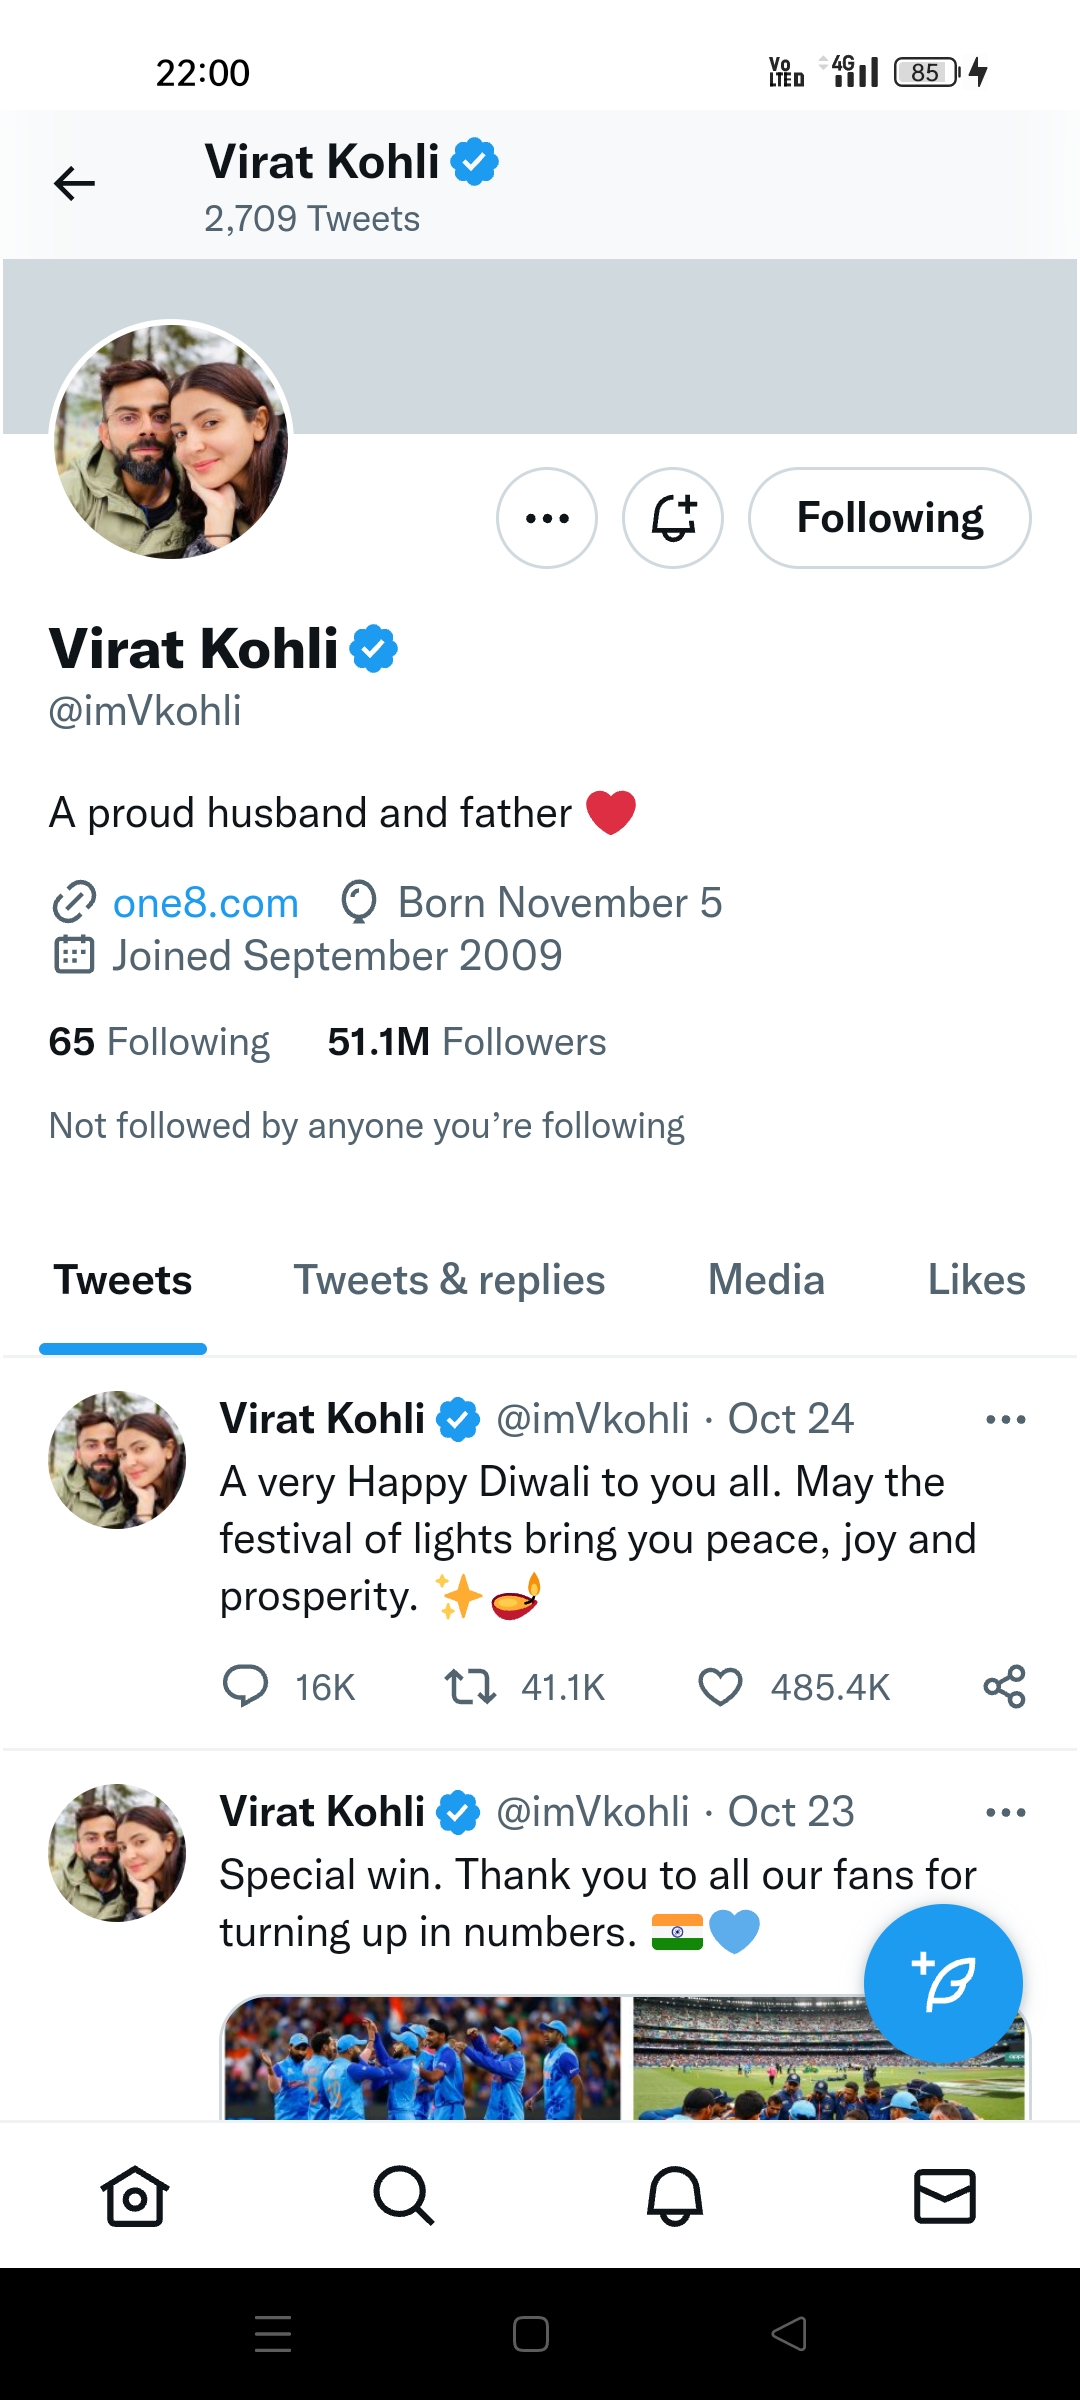 22:00
Vo
LTED
4G
85
Virat Kohli
2,709 Tweets
Following
Virat Kohli
@imVkohli
A proud husband and father ❤️
one8.com Born November 5
Joined September 2009
65 Following 51.1M Followers
Not followed by anyone you’re following
Tweets Tweets & replies Media Likes
Virat Kohli @imVkohli · Oct 24
A very Happy Diwali to you all. May the
festival of lights bring you peace, joy and
prosperity. ✨🪔
16K 41.1K 485.4K
Virat Kohli @imVkohli · Oct 23
Special win. Thank you to all our fans for
turning up in numbers. 🇮🇳💙